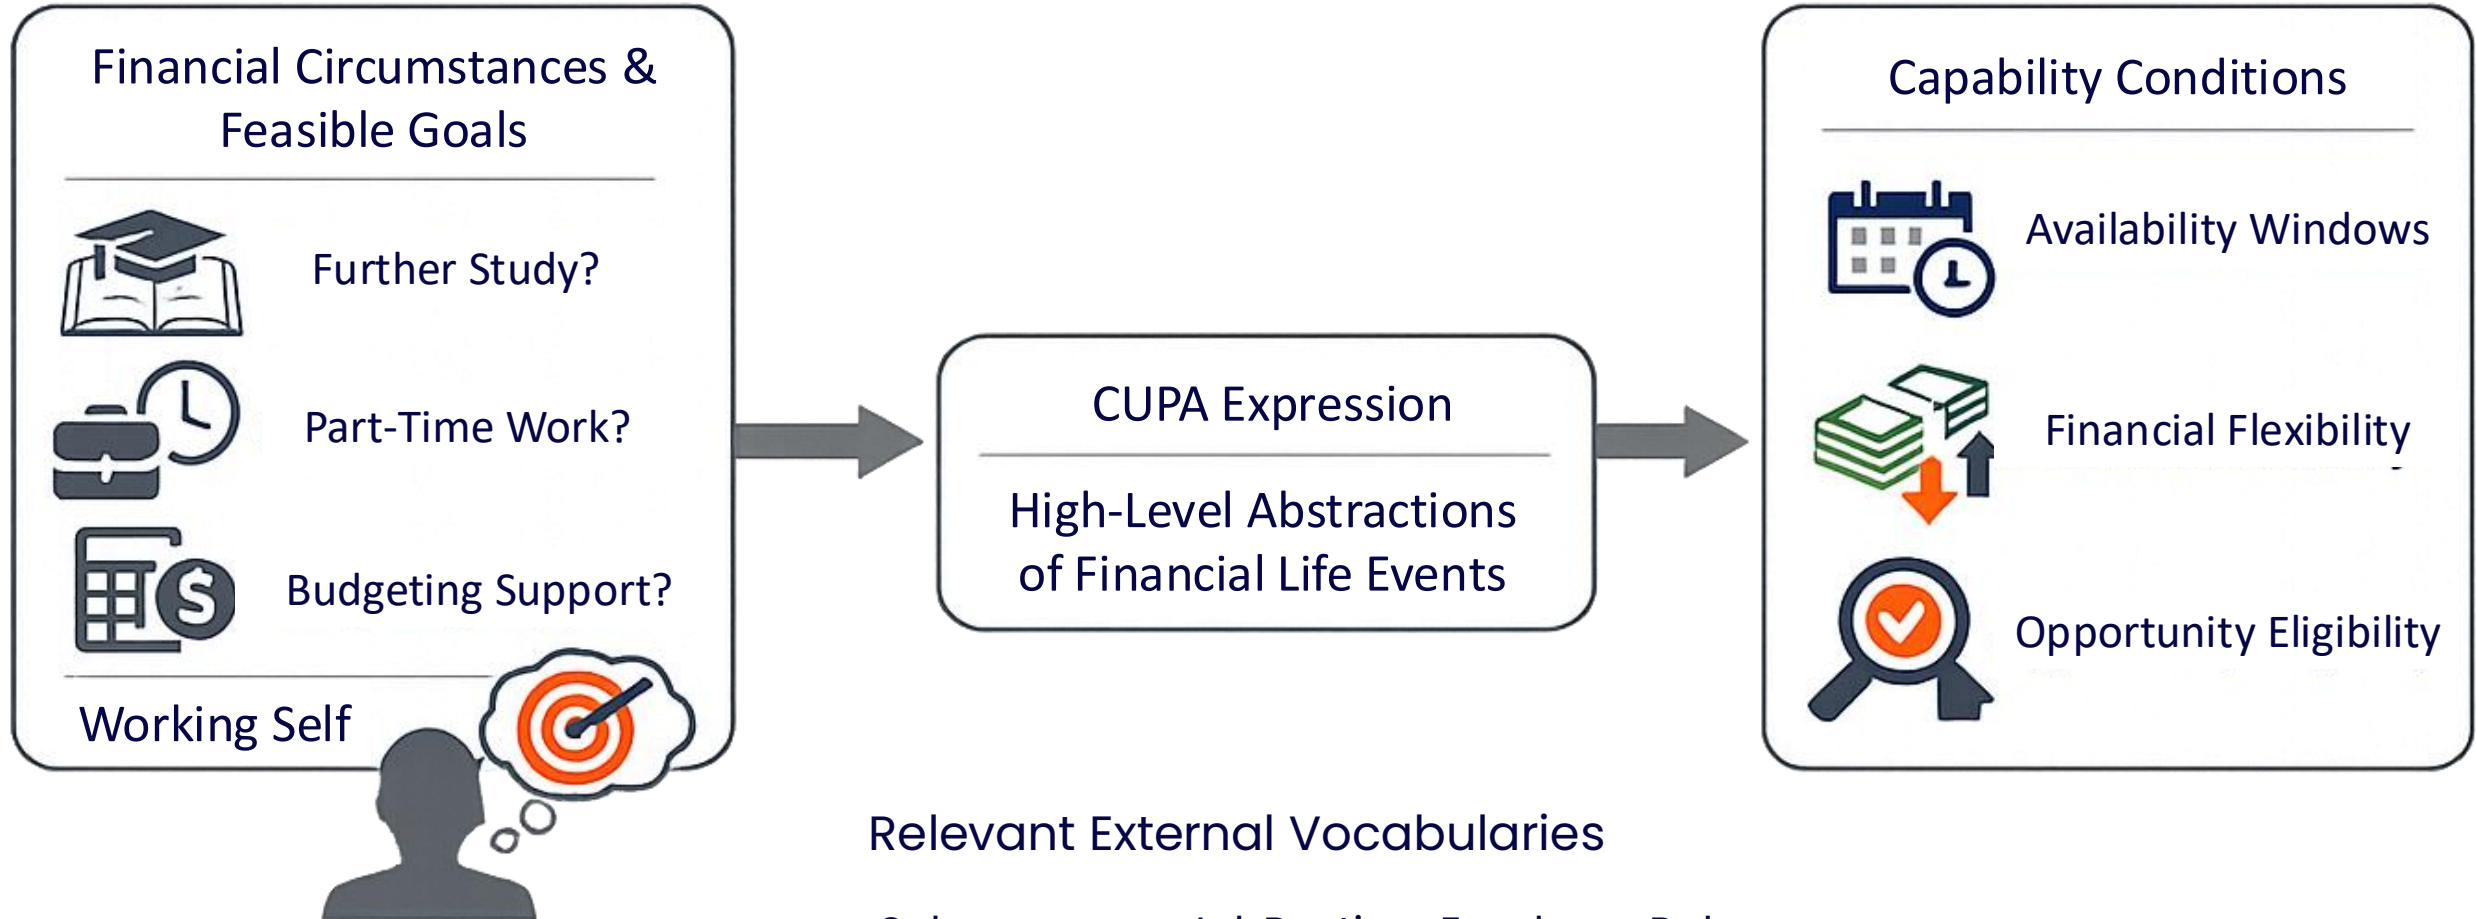 Financial Circumstances &
Feasible Goals
Further Study?
Part-Time Work?
Budgeting Support?
Working Self
CUPA Expression
High-Level Abstractions
of Financial Life Events
Capability Conditions
Availability Windows
Financial Flexibility
Opportunity Eligibility
Relevant External Vocabularies